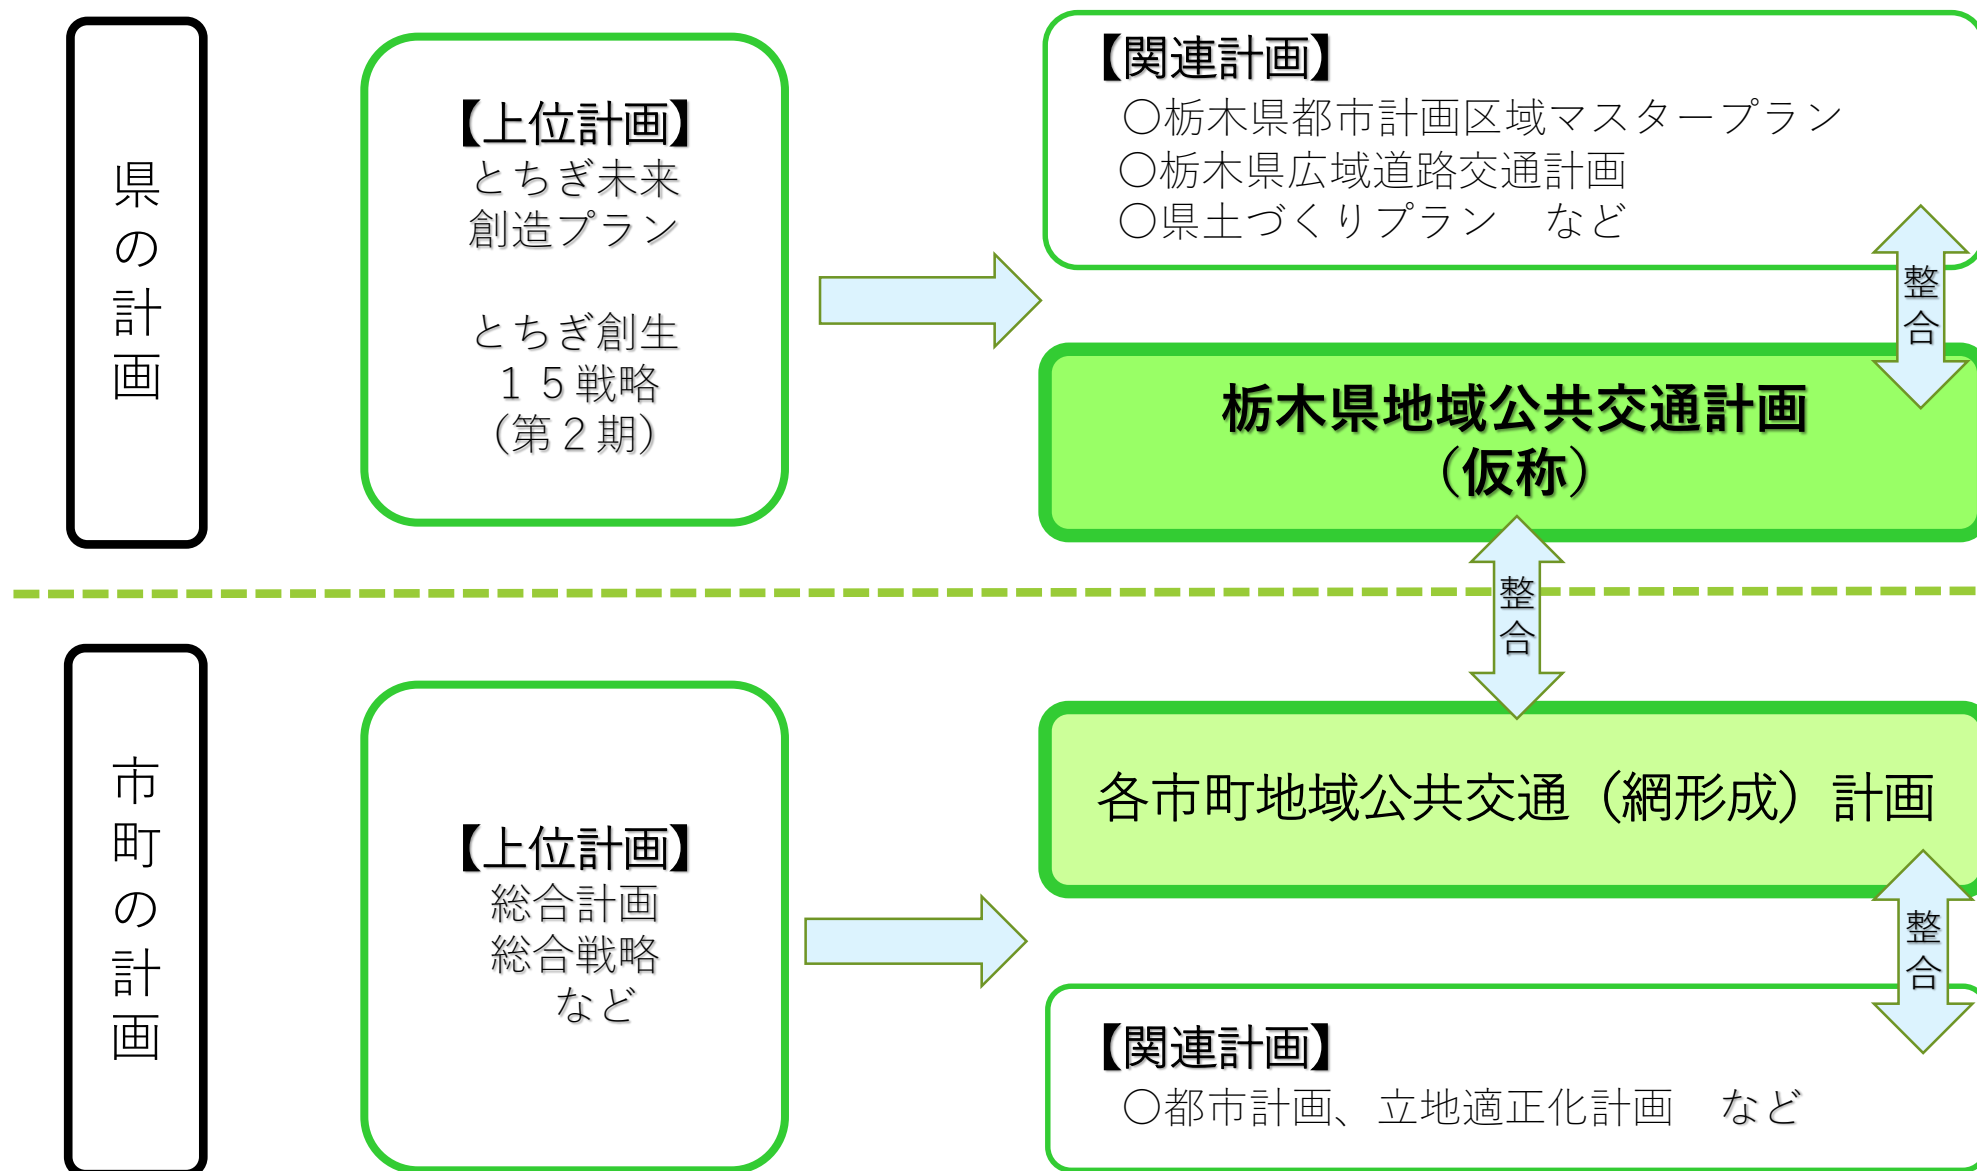 県の計画
【上位計画】
とちぎ未来
創造プラン
とちぎ創生
１５戦略
（第２期）
【関連計画】
〇栃木県都市計画区域マスタープラン
〇栃木県広域道路交通計画
〇県土づくりプラン　など
整合
栃木県地域公共交通計画
（仮称）
整合
市町の計画
【上位計画】
総合計画
総合戦略
など
各市町地域公共交通（網形成）計画
整合
【関連計画】
〇都市計画、立地適正化計画　など